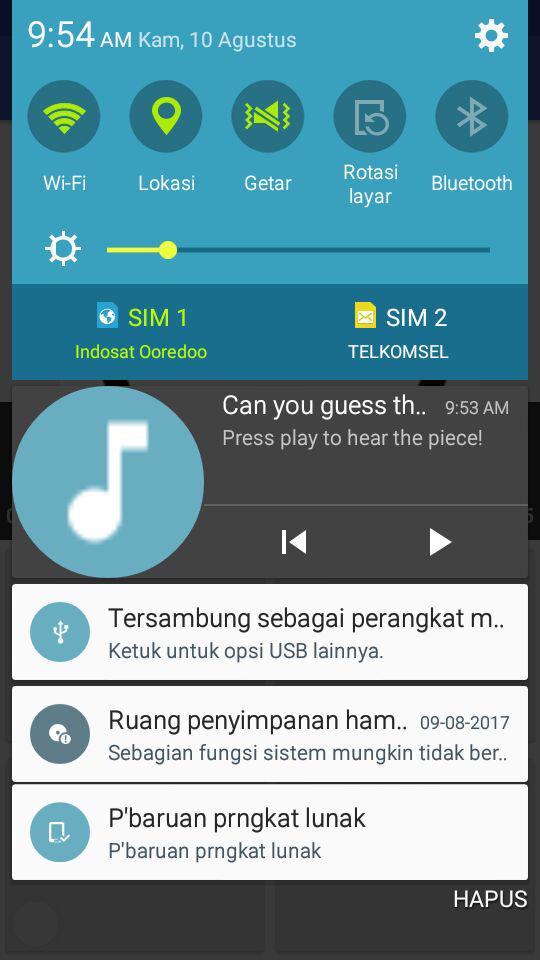 9:54 AM Kam, 10 Agustus
Wi-Fi
Lokasi
Getar
Rotasi
layar
Bluetooth
SIM 1
Indosat Ooredoo
SIM 2
TELKOMSEL
Can you guess th.. 9:53 AM
Press play to hear the piece!
Tersambung sebagai perangkat m..
Ketuk untuk opsi USB lainnya.
Ruang penyimpanan ham.. 09-08-2017
Sebagian fungsi sistem mungkin tidak ber..
P'baruan prngkat lunak
P'baruan prngkat lunak
HAPUS